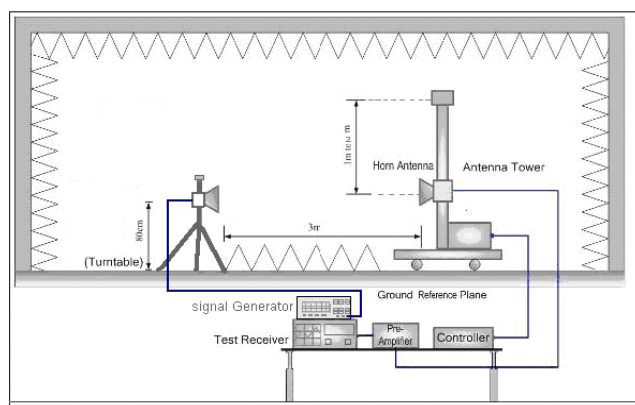 1m to 4 m
Horn Antenna
Antenna Tower
80cm
3m
(Turntable)
Ground Reference Plane
signal Generator
Test Receiver
Pre-
Amplifier
Controller